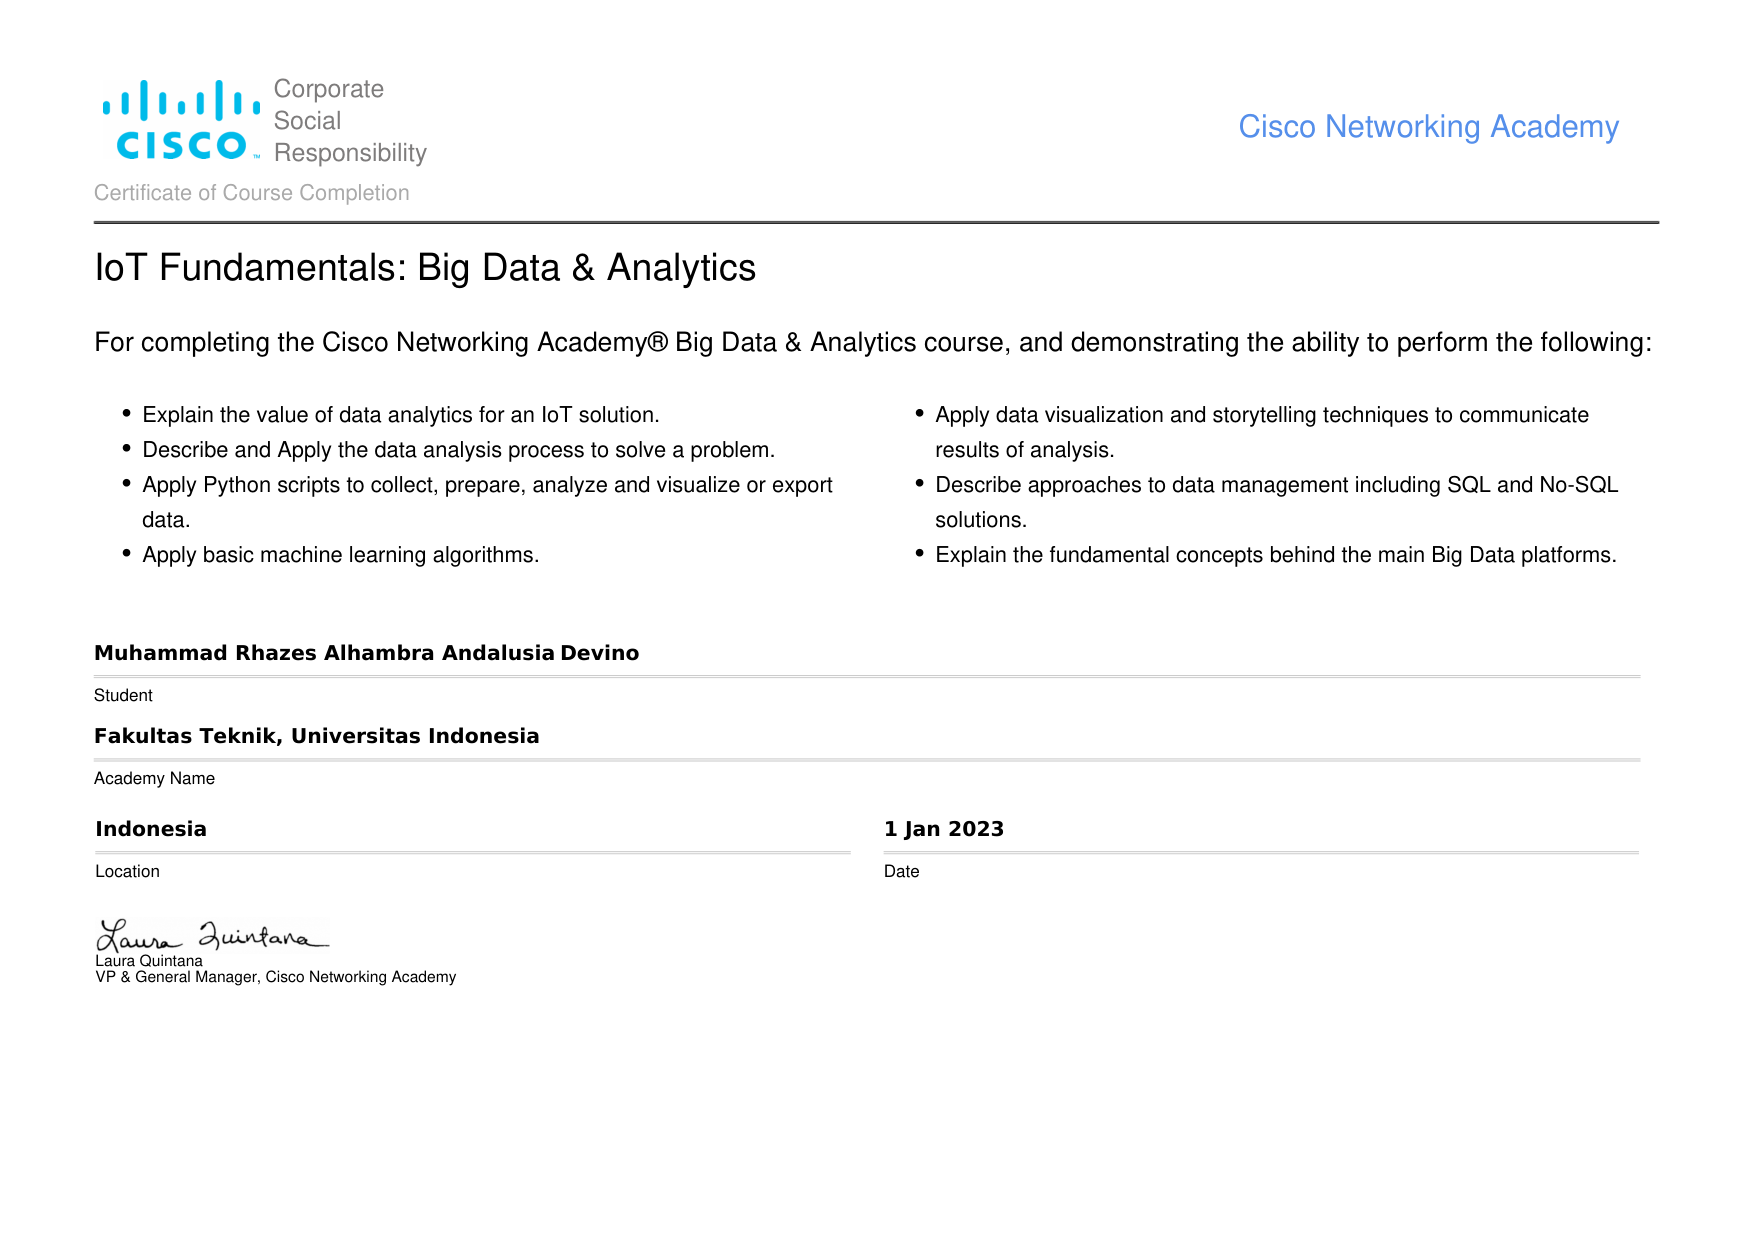 Corporate
Social
CISCO™
Responsibility
Cisco Networking Academy
Certificate of Course Completion
IoT Fundamentals: Big Data & Analytics
For completing the Cisco Networking Academy® Big Data & Analytics course, and demonstrating the ability to perform the following:
• Explain the value of data analytics for an IoT solution.
• Describe and Apply the data analysis process to solve a problem.
• Apply Python scripts to collect, prepare, analyze and visualize or export
data.
• Apply basic machine learning algorithms.
• Apply data visualization and storytelling techniques to communicate
results of analysis.
• Describe approaches to data management including SQL and No-SQL
solutions.
• Explain the fundamental concepts behind the main Big Data platforms.
Muhammad Rhazes Alhambra Andalusia Devino
Student
Fakultas Teknik, Universitas Indonesia
Academy Name
Indonesia
Location
1 Jan 2023
Date
Laura Quintana
Laura Quintana
VP & General Manager, Cisco Networking Academy